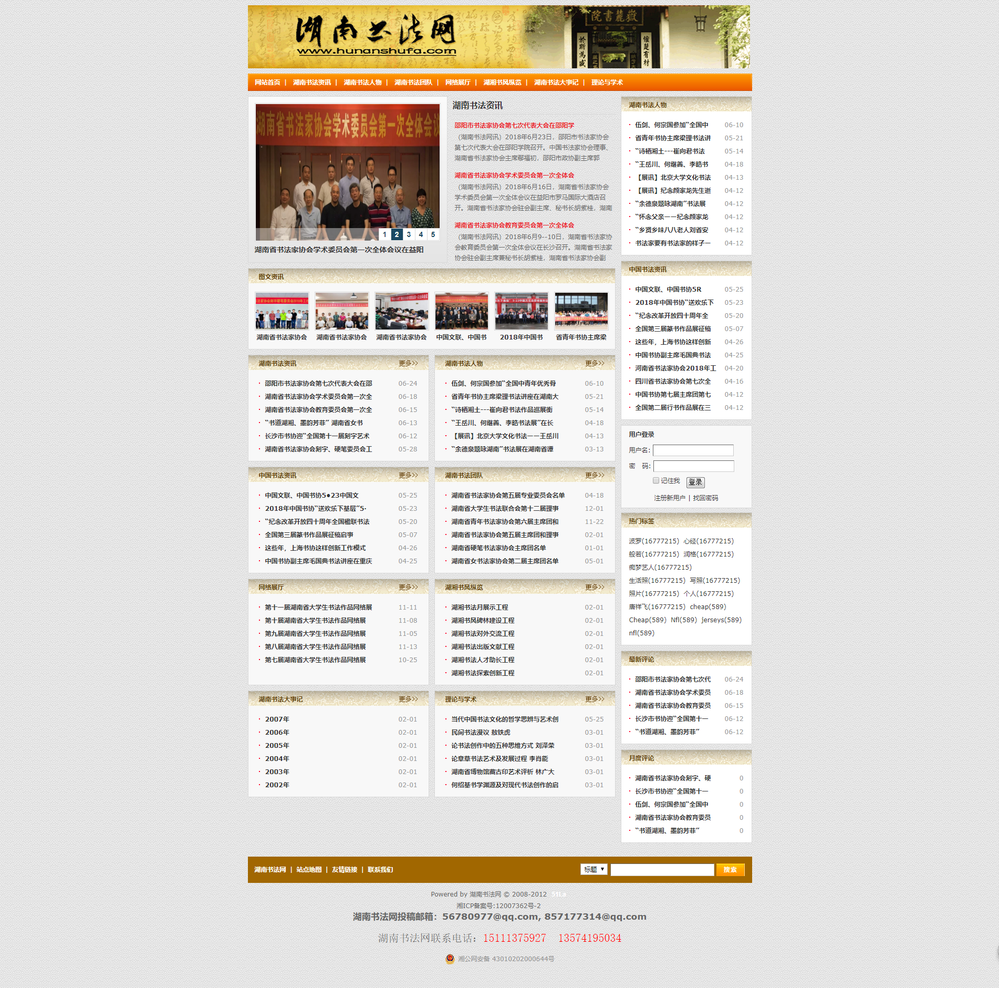 湖南书法网
www.hunanshufa.com
嶽麓書院
惟楚有材
於斯為盛
网站首页 | 湖南书法资讯 | 湖南书法人物 | 湖南书法团队 | 网络展厅 | 湖湘书风纵览 | 湖南书法大事记 | 理论与学术
湖南省书法家协会学术委员会第一次全体会议
1 2 3 4 5
湖南省书法家协会学术委员会第一次全体会议在益阳
湖南书法资讯
邵阳市书法家协会第七次代表大会在邵阳学
（湖南书法网讯）2018年6月23日，邵阳市书法家协会
第七次代表大会在邵阳学院召开。中国书法家协会理事、
湖南省书法家协会主席鄢福初，邵阳市政协副主席郭
湖南省书法家协会学术委员会第一次全体会
（湖南书法网讯）2018年6月16日，湖南省书法家协会
学术委员会第一次全体会议在益阳市罗马国际大酒店召
开。湖南省书法家协会驻会副主席、秘书长胡紫桂，湖南
湖南省书法家协会教育委员会第一次全体会
（湖南书法网讯）2018年6月9--10日，湖南省书法家协
会教育委员会第一次全体会议在长沙召开。湖南省书法家
协会驻会副主席兼秘书长胡紫桂，湖南省书法家协会副
图文资讯
湖南省书法家协会
湖南省书法家协会
湖南省书法家协会
中国文联、中国书
2018年中国书
省青年书协主席梁
湖南书法资讯 更多>>
邵阳市书法家协会第七次代表大会在邵 06-24
湖南省书法家协会学术委员会第一次全 06-18
湖南省书法家协会教育委员会第一次全 06-15
“书道湖湘、墨韵芳菲” 湖南省女书 06-13
长沙市书协迎“全国第十一届刻字艺术 06-12
湖南省书法家协会刻字、硬笔委员会工 05-28
湖南书法人物 更多>>
伍剑、何宗国参加“全国中青年优秀骨 06-10
省青年书协主席梁理书法讲座在湖南大 05-21
“诗栖湘土---崔向君书法作品巡展衡 05-14
“王岳川、何继善、李皓书法展”在长 04-18
【展讯】北京大学文化书法——王岳川 04-13
“余德泉题咏湖南”书法展在湖南省谭 03-13
中国书法资讯 更多>>
中国文联、中国书协5•23中国文 05-25
2018年中国书协“送欢乐下基层”5· 05-23
“纪念改革开放四十周年全国楹联书法 05-20
全国第三届篆书作品展征稿启事 05-07
这些年，上海书协这样创新工作模式 04-26
中国书协副主席毛国典书法讲座在重庆 04-25
湖南书法团队 更多>>
湖南省书法家协会第五届专业委员会名单 04-18
湖南省大学生书法联合会第十二届理事 12-01
湖南省青年书法家协会第六届主席团和 11-22
湖南省书法家协会第五届主席团和理事 02-01
湖南省硬笔书法家协会主席团名单 01-01
湖南省女书法家协会第二届主席团名单 05-01
网络展厅 更多>>
第十一届湖南省大学生书法作品网络展 11-11
第十届湖南省大学生书法作品网络展 11-08
第九届湖南省大学生书法作品网络展 11-05
第八届湖南省大学生书法作品网络展 11-13
第七届湖南省大学生书法作品网络展 10-25
湖湘书风纵览 更多>>
湖湘书法月展示工程 02-01
湖湘书风碑林建设工程 02-01
湖湘书法对外交流工程 02-01
湖湘书法出版文献工程 02-01
湖湘书法人才助长工程 02-01
湖湘书法探索创新工程 02-01
湖南书法大事记 更多>>
2007年 02-01
2006年 02-01
2005年 02-01
2004年 02-01
2003年 02-01
2002年 02-01
理论与学术 更多>>
当代中国书法文化的哲学思辨与艺术创 05-25
民间书法漫议 敖铁虎 03-01
论书法创作中的五种思维方式 刘泽荣 03-01
论章草书法艺术及发展过程 李肖能 03-01
湖南省博物馆藏古印艺术评析 林广大 03-01
何绍基书学渊源及对现代书法创作的启 03-01
湖南书法人物
伍剑、何宗国参加“全国中 06-10
省青年书协主席梁理书法讲 05-21
“诗栖湘土---崔向君书法 05-14
“王岳川、何继善、李皓书 04-18
【展讯】北京大学文化书法 04-13
【展讯】纪念颜家龙先生逝 04-12
“余德泉题咏湖南”书法展 04-12
“怀念父亲——纪念颜家龙 04-12
“乡贤乡味八八老人刘省安 04-12
书法家要有书法家的样子— 04-12
中国书法资讯
中国文联、中国书协5R 05-25
2018年中国书协“送欢乐下 05-23
“纪念改革开放四十周年全 05-20
全国第三届篆书作品展征稿 05-07
这些年，上海书协这样创新 04-26
中国书协副主席毛国典书法 04-25
河南省书法家协会2018年工 04-20
四川省书法家协会第七次全 04-16
中国书协第七届主席团第七 04-12
全国第二届行书作品展在三 04-12
用户登录
用户名:
密 码:
记住我 登录
注册新用户 | 找回密码
热门标签
波罗(16777215) 心经(16777215)
般若(16777215) 润格(16777215)
痴梦艺人(16777215)
生活照(16777215) 写照(16777215)
照片(16777215) 个人(16777215)
唐祥飞(16777215) cheap(589)
Cheap(589) Nfl(589) jerseys(589)
nfl(589)
最新评论
邵阳市书法家协会第七次代 06-24
湖南省书法家协会学术委员 06-18
湖南省书法家协会教育委员 06-15
长沙市书协迎“全国第十一 06-12
“书道湖湘、墨韵芳菲” 06-12
月度评论
湖南省书法家协会刻字、硬 0
长沙市书协迎“全国第十一 0
伍剑、何宗国参加“全国中 0
湖南省书法家协会教育委员 0
“书道湖湘、墨韵芳菲” 0
湖南书法网 | 站点地图 | 友情链接 | 联系我们
标题 搜索
Powered by 湖南书法网 © 2008-2012 51La
湘ICP备案号:12007362号-2
湖南书法网投稿邮箱：56780977@qq.com, 857177314@qq.com
湖南书法网联系电话：15111375927 13574195034
湘公网安备 43010202000644号